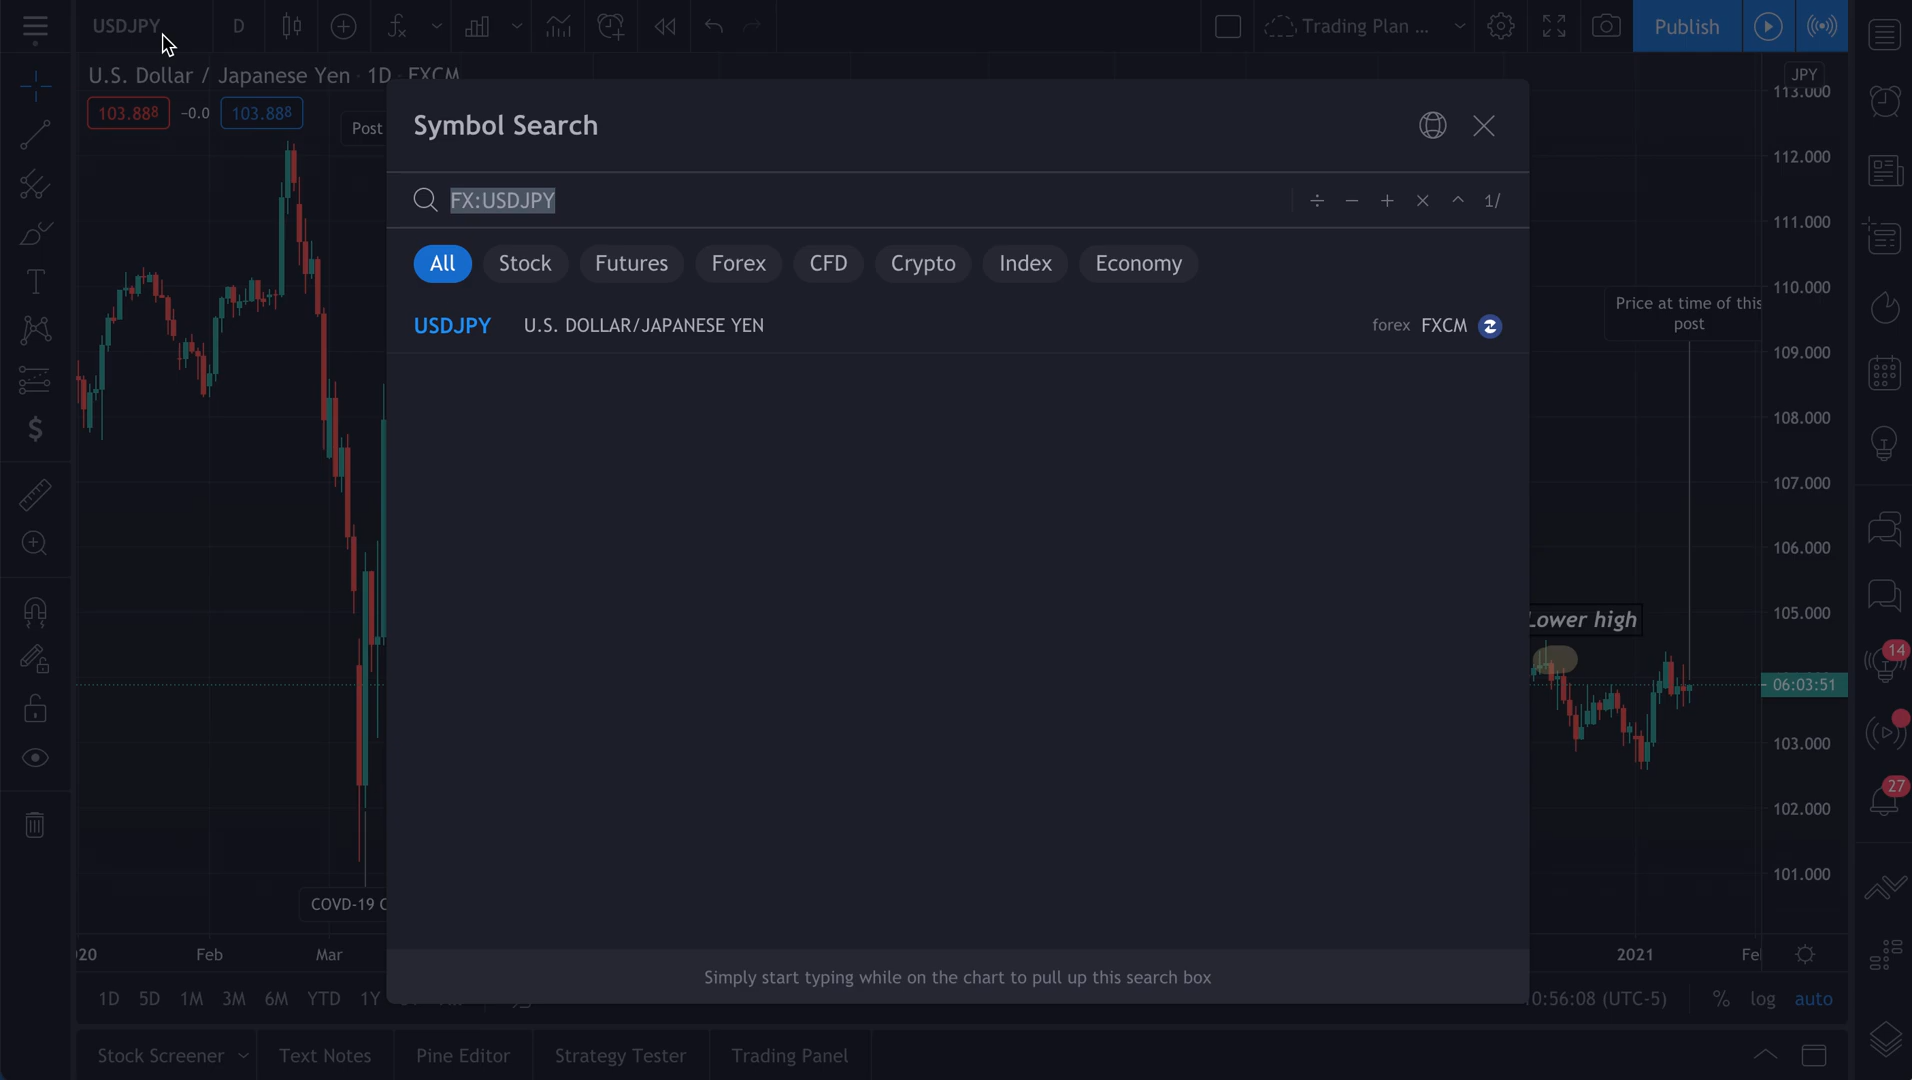 USDJPY
D
Trading Plan ...
Publish
U.S. Dollar / Japanese Yen · 1D · FXCM
JPY
103.888
-0.0
103.888
Post
Symbol Search
FX:USDJPY
÷ − + × ^ 1/
All
Stock
Futures
Forex
CFD
Crypto
Index
Economy
USDJPY
U.S. DOLLAR/JAPANESE YEN
forex
FXCM
113.000
112.000
111.000
110.000
Price at time of this
post
109.000
108.000
107.000
106.000
105.000
Lower high
14
06:03:51
103.000
27
102.000
101.000
COVD-19 C
20
Feb
Mar
2021
Fe
Simply start typing while on the chart to pull up this search box
1D
5D
1M
3M
6M
YTD
1Y
0:56:08 (UTC-5)
%
log
auto
Stock Screener
Text Notes
Pine Editor
Strategy Tester
Trading Panel